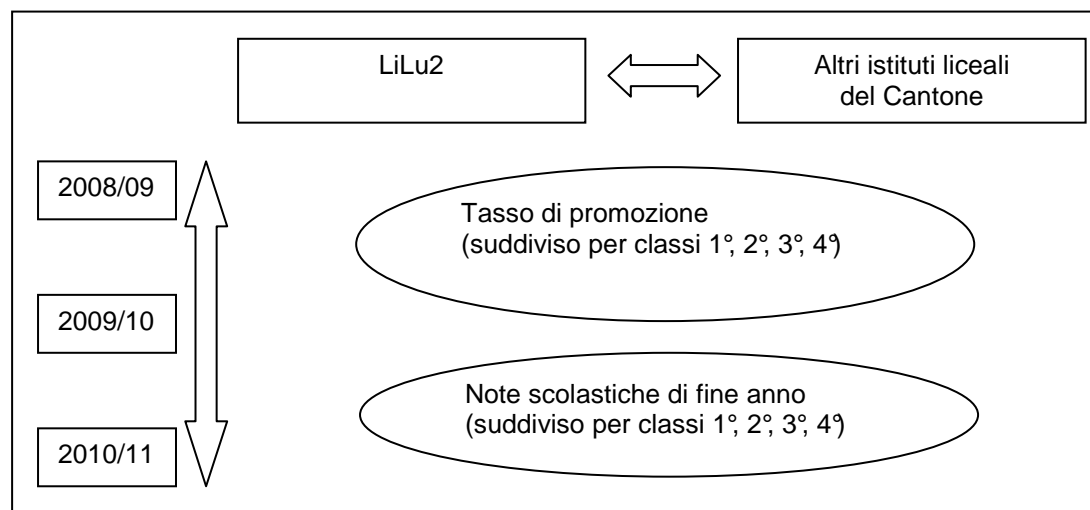 LiLu2
Altri istituti liceali
del Cantone
2008/09
Tasso di promozione
(suddiviso per classi 1°, 2°, 3°, 4°)
2009/10
Note scolastiche di fine anno
(suddiviso per classi 1°, 2°, 3°, 4°)
2010/11